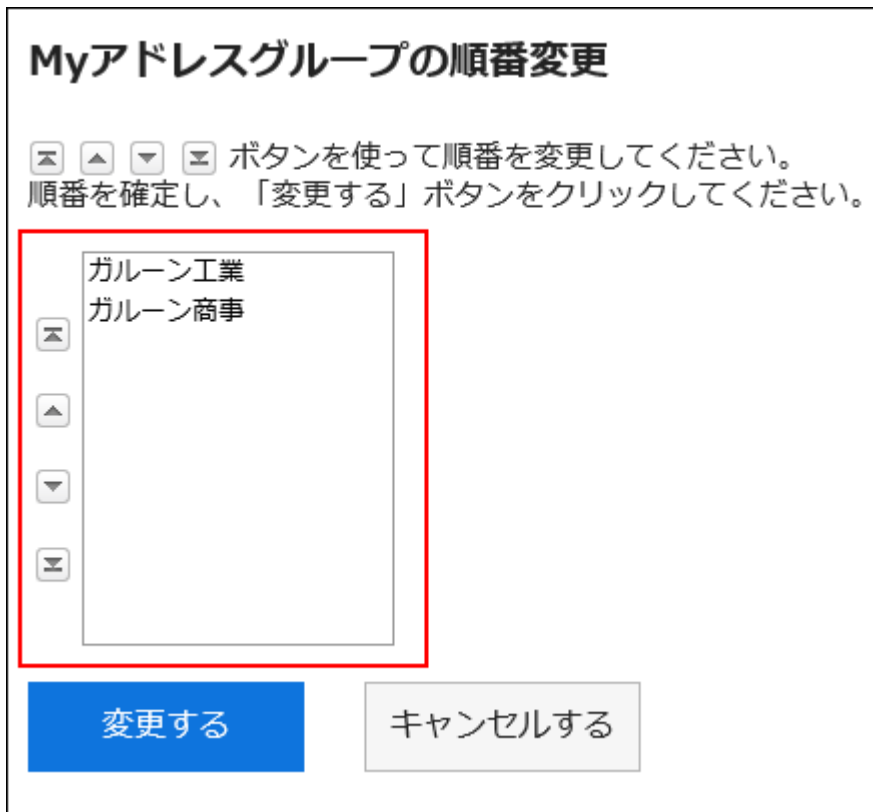 Myアドレスグループの順番変更
ボタンを使って順番を変更してください。
順番を確定し、「変更する」ボタンをクリックしてください。
ガルーン工業
ガルーン商事
変更する
キャンセルする